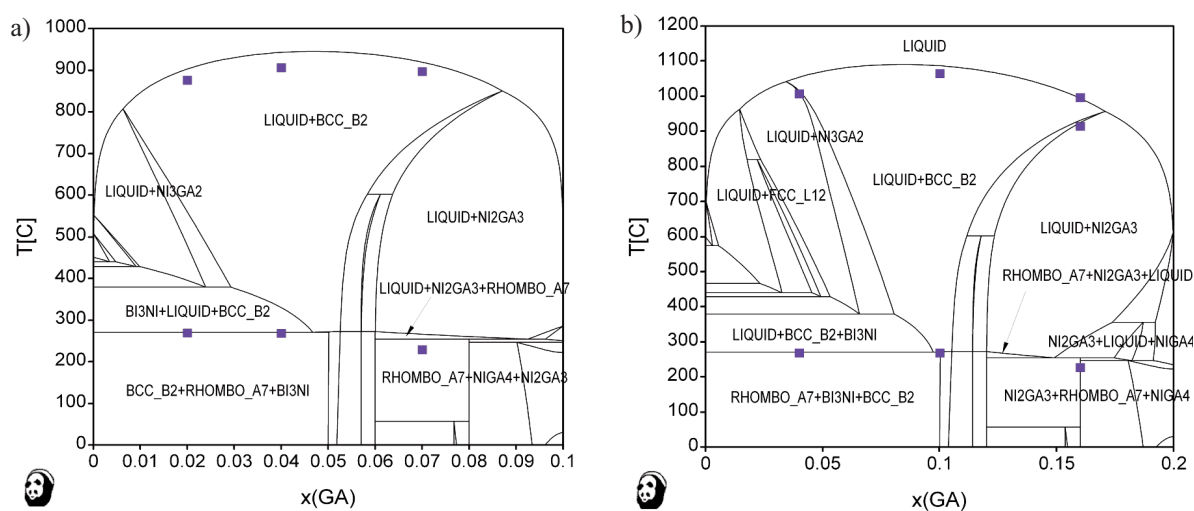 a)
1000
900
800
700
600
500
400
300
200
100
0
T[C]
LIQUID+BCC_B2
LIQUID+NI3GA2
LIQUID+NI2GA3
LIQUID+NI2GA3+RHOMBO_A7
BI3NI+LIQUID+BCC_B2
RHOMBO_A7+NIGA4+NI2GA3
BCC_B2+RHOMBO_A7+BI3NI
0 0.01 0.02 0.03 0.04 0.05 0.06 0.07 0.08 0.09 0.1
x(GA)
b)
1200
1100
1000
900
800
700
600
500
400
300
200
100
0
T[C]
LIQUID
LIQUID+NI3GA2
LIQUID+BCC_B2
LIQUID+FCC_L12
LIQUID+NI2GA3
RHOMBO_A7+NI2GA3+LIQUID
LIQUID+BCC_B2+BI3NI
NI2GA3+LIQUID+NIGA4
RHOMBO_A7+BI3NI+BCC_B2
NI2GA3+RHOMBO_A7+NIGA4
0 0.05 0.1 0.15 0.2
x(GA)